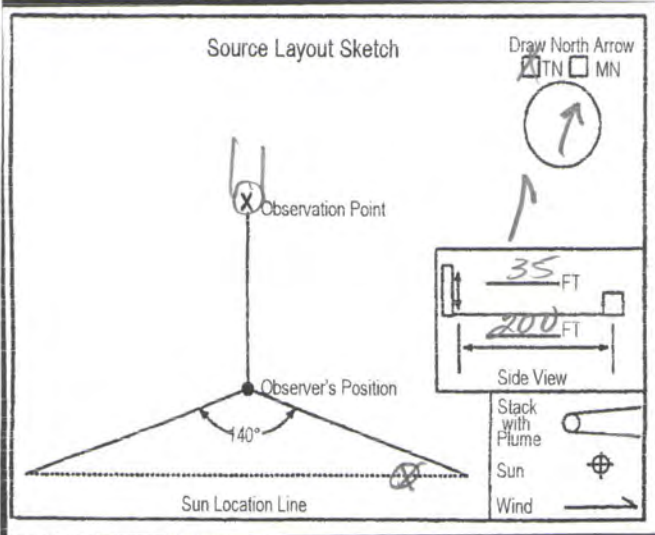 Source Layout Sketch
Draw North Arrow
TN MN
X Observation Point
35 FT
200 FT
Side View
Observer's Position
140°
Stack
with
Plume
Sun
Wind
Sun Location Line